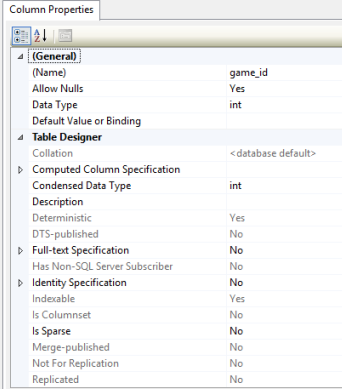 Column Properties
(General)
(Name) game_id
Allow Nulls Yes
Data Type int
Default Value or Binding
Table Designer
Collation <database default>
Computed Column Specification
Condensed Data Type int
Description
Deterministic Yes
DTS-published No
Full-text Specification No
Has Non-SQL Server Subscriber No
Identity Specification No
Indexable Yes
Is Columnset No
Is Sparse No
Merge-published No
Not For Replication No
Replicated No